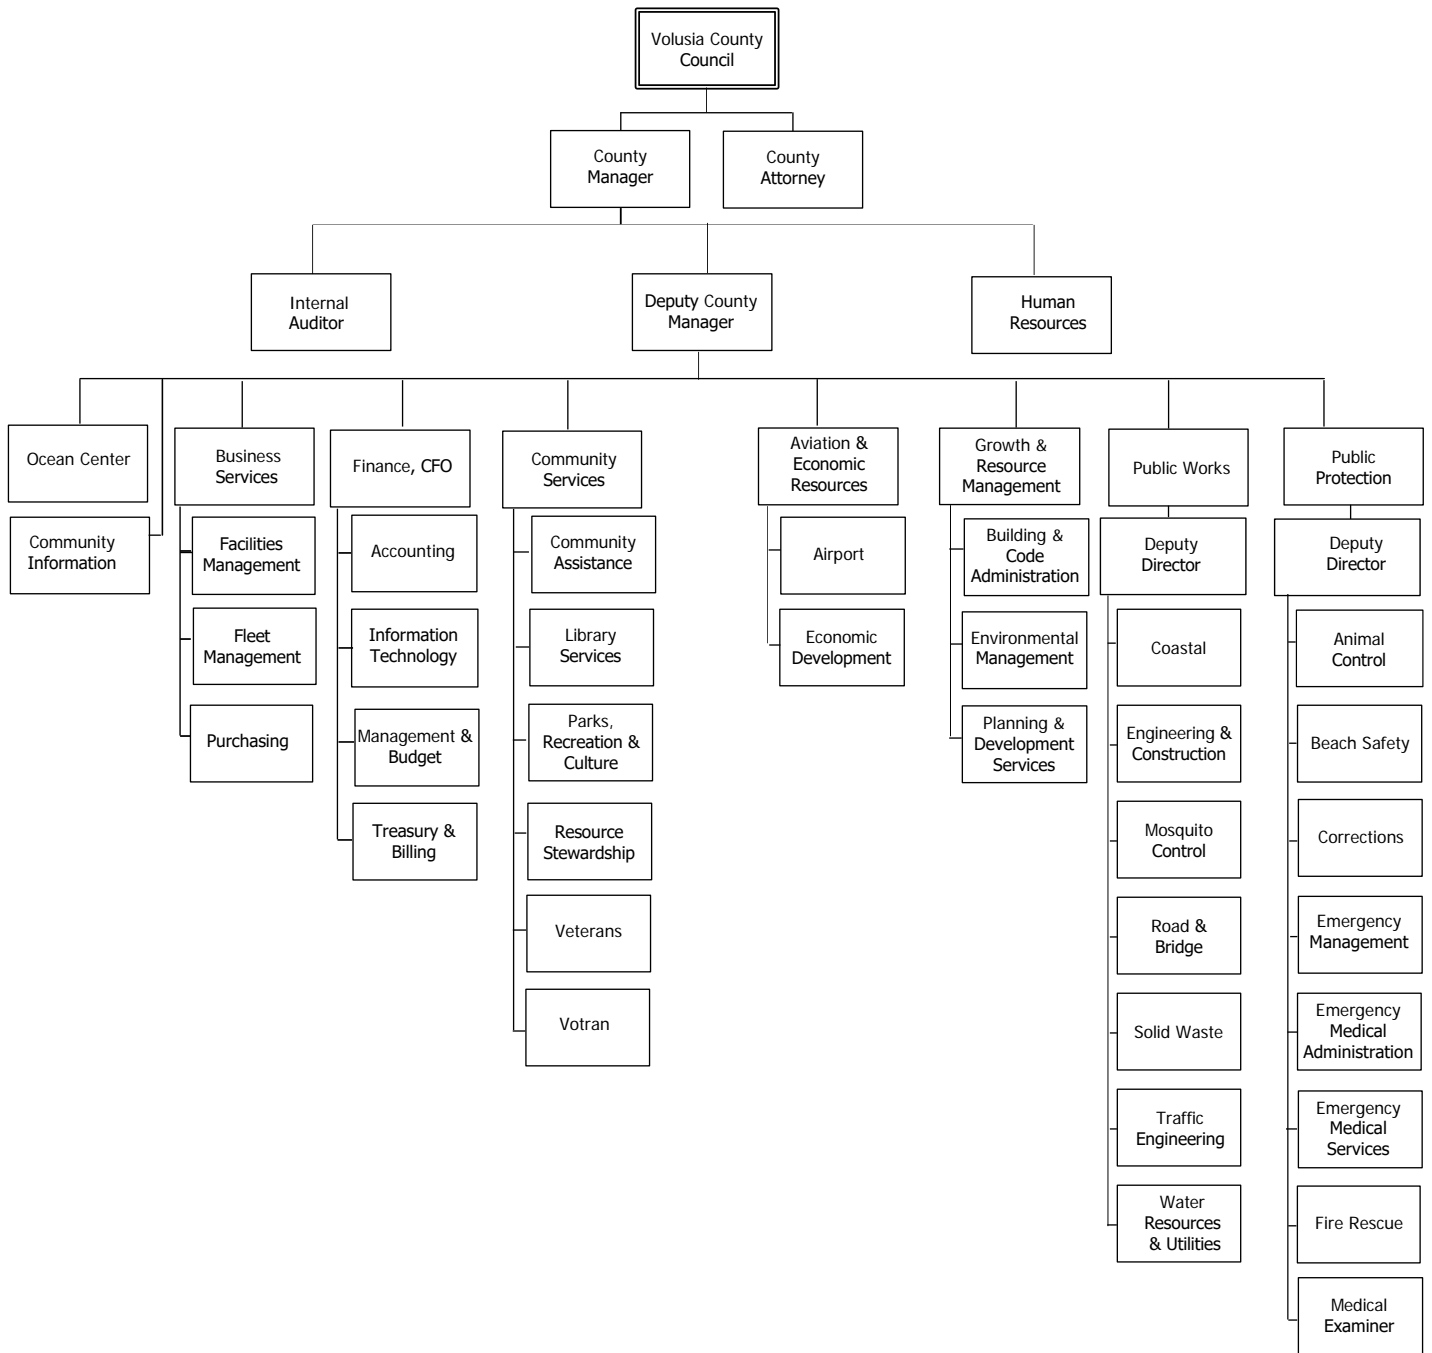 Volusia County
Council
County
Manager
County
Attorney
Internal
Auditor
Deputy County
Manager
Human
Resources
Ocean Center
Community
Information
Business
Services
Facilities
Management
Fleet
Management
Purchasing
Finance, CFO
Accounting
Information
Technology
Management &
Budget
Treasury &
Billing
Community
Services
Community
Assistance
Library
Services
Parks,
Recreation &
Culture
Resource
Stewardship
Veterans
Votran
Aviation &
Economic
Resources
Airport
Economic
Development
Growth &
Resource
Management
Building &
Code
Administration
Environmental
Management
Planning &
Development
Services
Public Works
Deputy
Director
Coastal
Engineering &
Construction
Mosquito
Control
Road &
Bridge
Solid Waste
Traffic
Engineering
Water
Resources
& Utilities
Public
Protection
Deputy
Director
Animal
Control
Beach Safety
Corrections
Emergency
Management
Emergency
Medical
Administration
Emergency
Medical
Services
Fire Rescue
Medical
Examiner